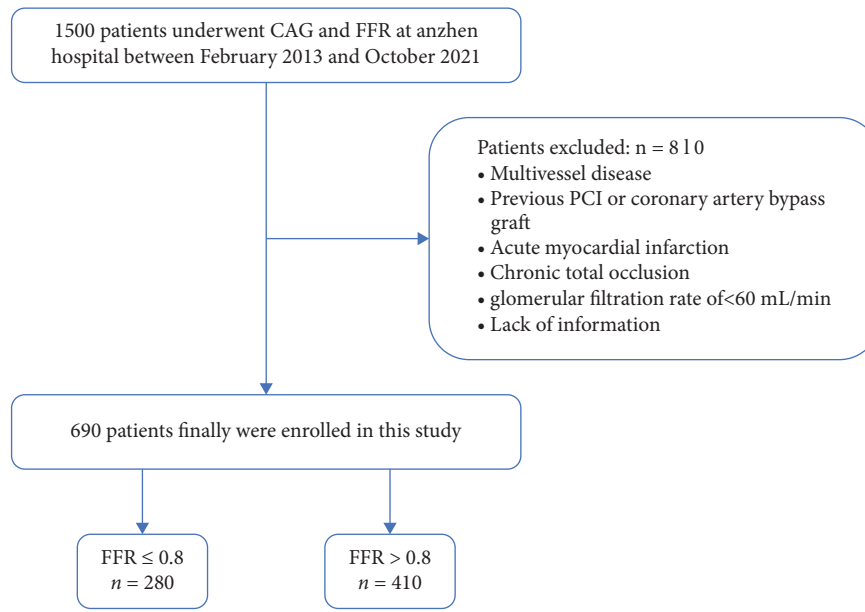 1500 patients underwent CAG and FFR at anzhen
hospital between February 2013 and October 2021
Patients excluded: n = 8 l 0
• Multivessel disease
• Previous PCI or coronary artery bypass
graft
• Acute myocardial infarction
• Chronic total occlusion
• glomerular filtration rate of<60 mL/min
• Lack of information
690 patients finally were enrolled in this study
FFR ≤ 0.8
n = 280
FFR > 0.8
n = 410